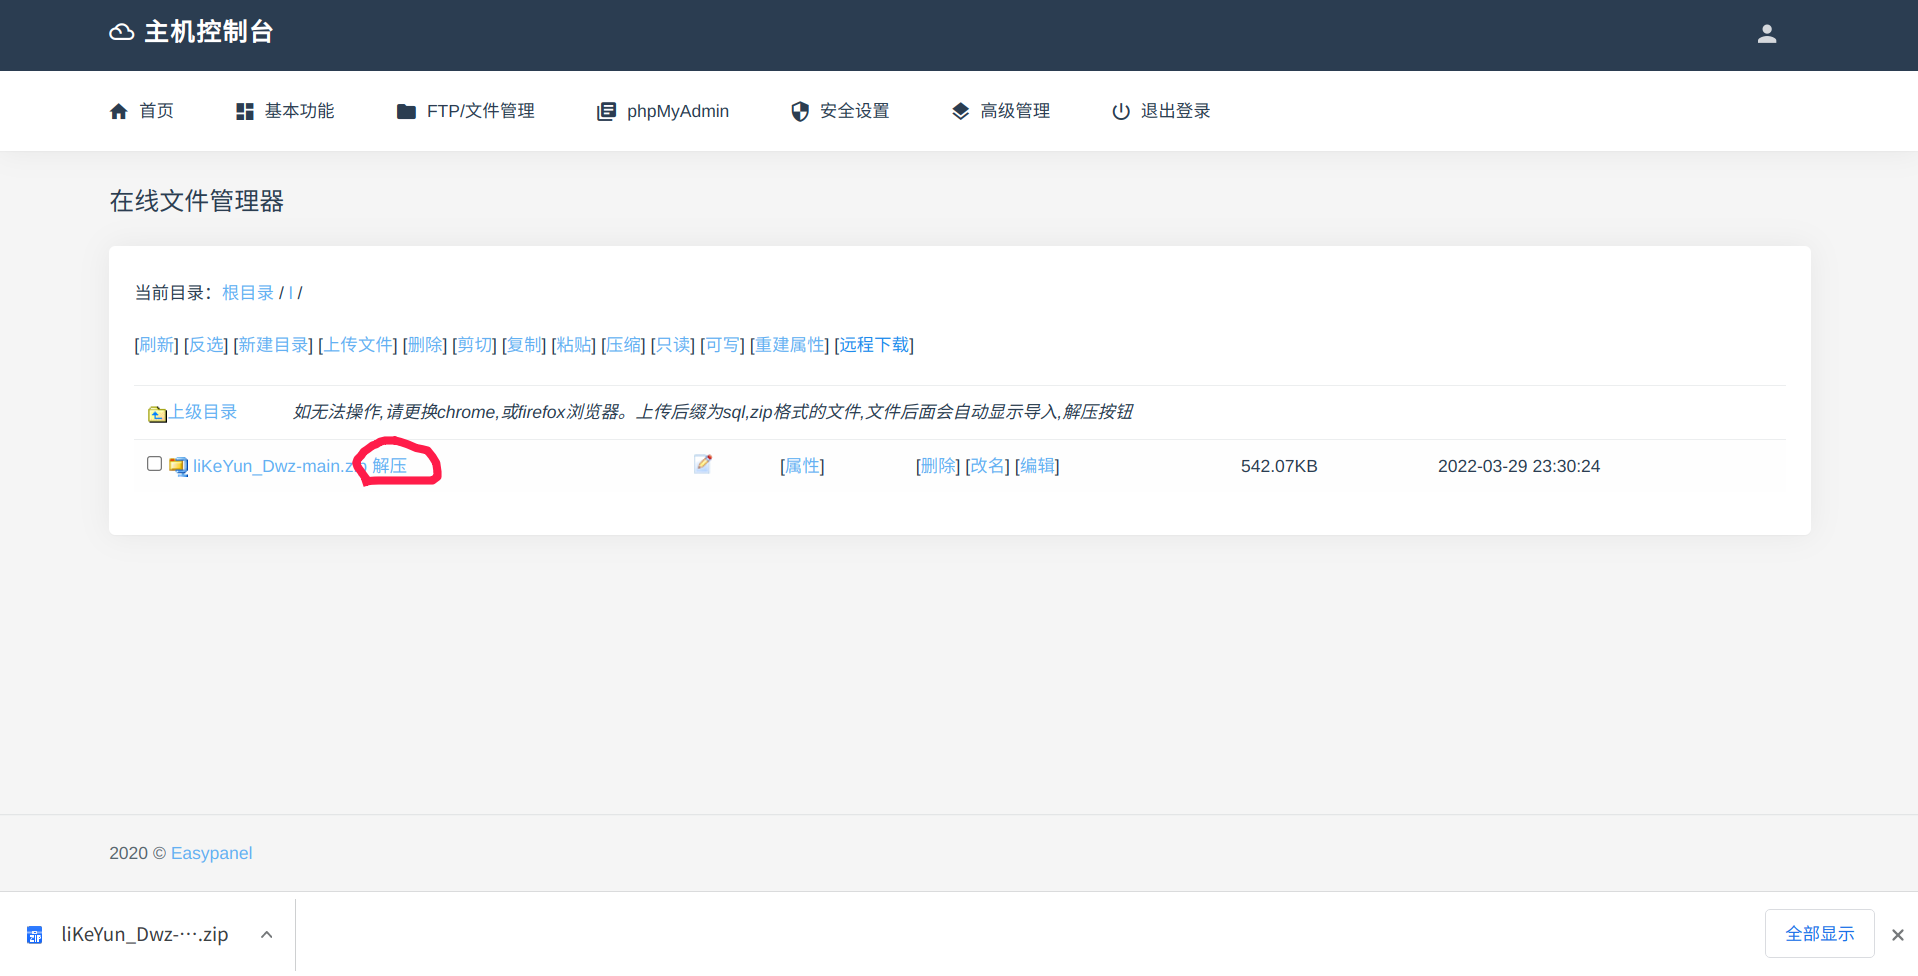 主机控制台
首页 基本功能 FTP/文件管理 phpMyAdmin 安全设置 高级管理 退出登录
在线文件管理器
当前目录：根目录 / l /
[刷新] [反选] [新建目录] [上传文件] [删除] [剪切] [复制] [粘贴] [压缩] [只读] [可写] [重建属性] [远程下载]
上级目录 如无法操作,请更换chrome,或firefox浏览器。上传后缀为sql,zip格式的文件,文件后面会自动显示导入,解压按钮
liKeYun_Dwz-main.zip 解压 [属性] [删除] [改名] [编辑] 542.07KB 2022-03-29 23:30:24
2020 © Easypanel
liKeYun_Dwz-⋯.zip 全部显示